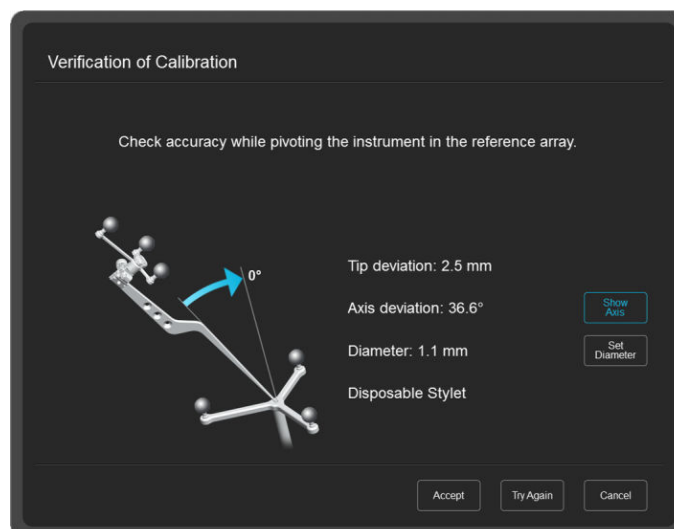 Verification of Calibration
Check accuracy while pivoting the instrument in the reference array.
0°
Tip deviation: 2.5 mm
Axis deviation: 36.6°
Show
Axis
Diameter: 1.1 mm
Set
Diameter
Disposable Stylet
Accept
Try Again
Cancel